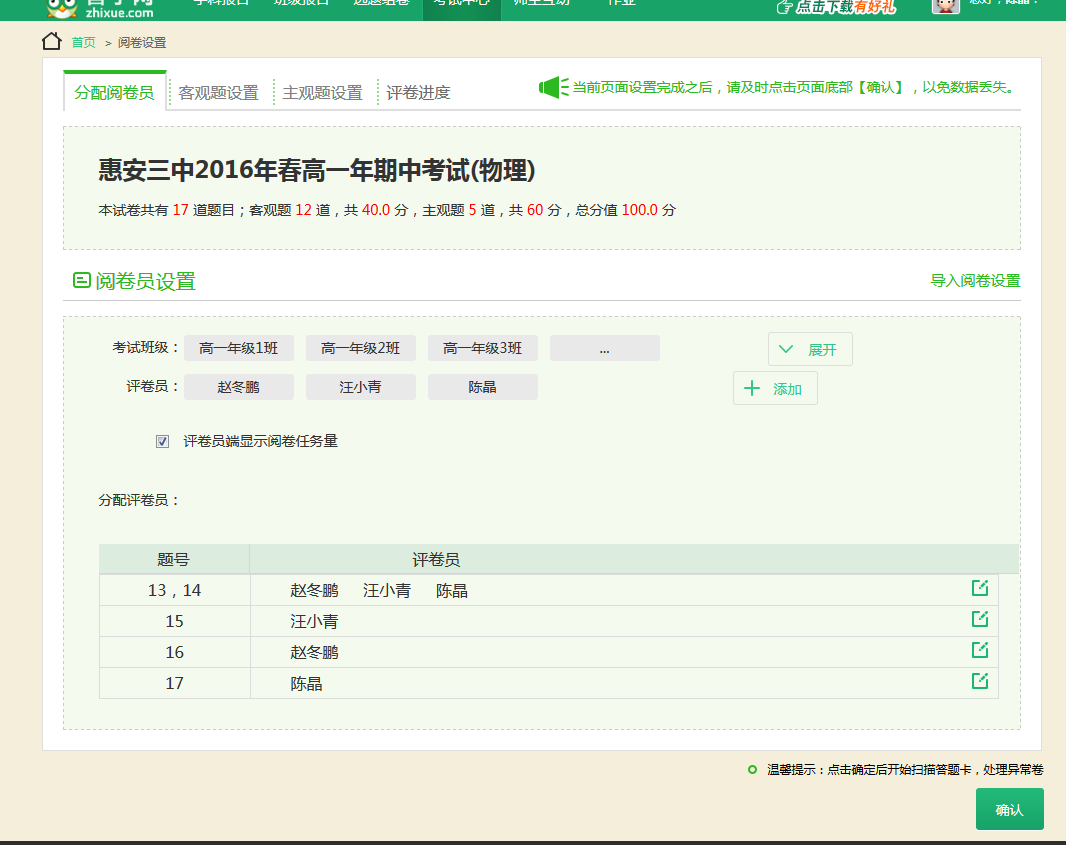 zhixue.com
点击下载有好礼
首页 > 阅卷设置
分配阅卷员 客观题设置 主观题设置 评卷进度
当前页面设置完成之后，请及时点击页面底部【确认】，以免数据丢失。
惠安三中2016年春高一年期中考试(物理)
本试卷共有 17 道题目；客观题 12 道，共 40.0 分，主观题 5 道，共 60 分，总分值 100.0 分
阅卷员设置
导入阅卷设置
考试班级： 高一年级1班 高一年级2班 高一年级3班 ... 展开
评卷员： 赵冬鹏 汪小青 陈晶 添加
评卷员端显示阅卷任务量
分配评卷员：
题号 评卷员
13，14 赵冬鹏 汪小青 陈晶
15 汪小青
16 赵冬鹏
17 陈晶
温馨提示：点击确定后开始扫描答题卡，处理异常卷
确认